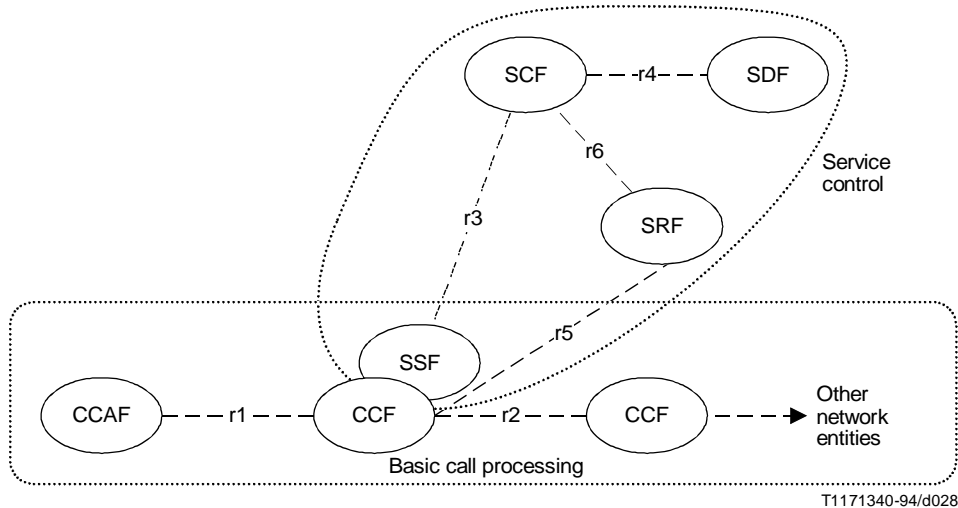 SCF
r4
SDF
r6
Service
control
r3
SRF
r5
SSF
CCAF
r1
CCF
r2
CCF
Other
network
entities
Basic call processing
T1171340-94/d028